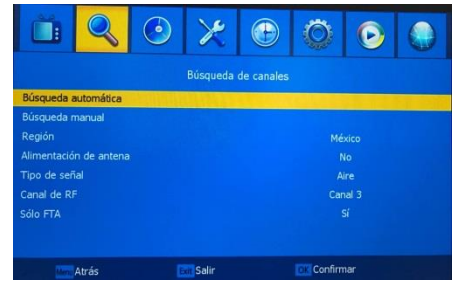 Búsqueda de canales
Búsqueda automática
Búsqueda manual
Región México
Alimentación de antena No
Tipo de señal Aire
Canal de RF Canal 3
Sólo FTA Sí
Menu Atrás Exit Salir OK Confirmar